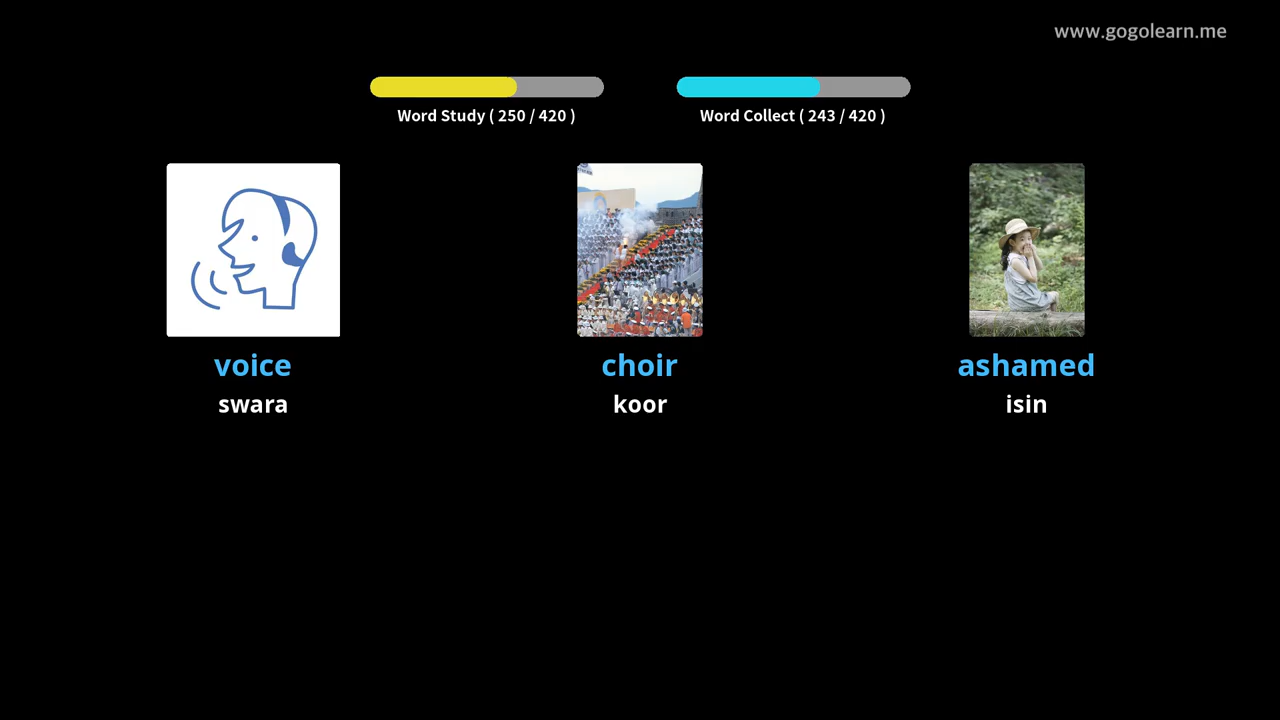 www.gogolearn.me
Word Study ( 250 / 420 )
Word Collect ( 243 / 420 )
voice
swara
choir
koor
ashamed
isin